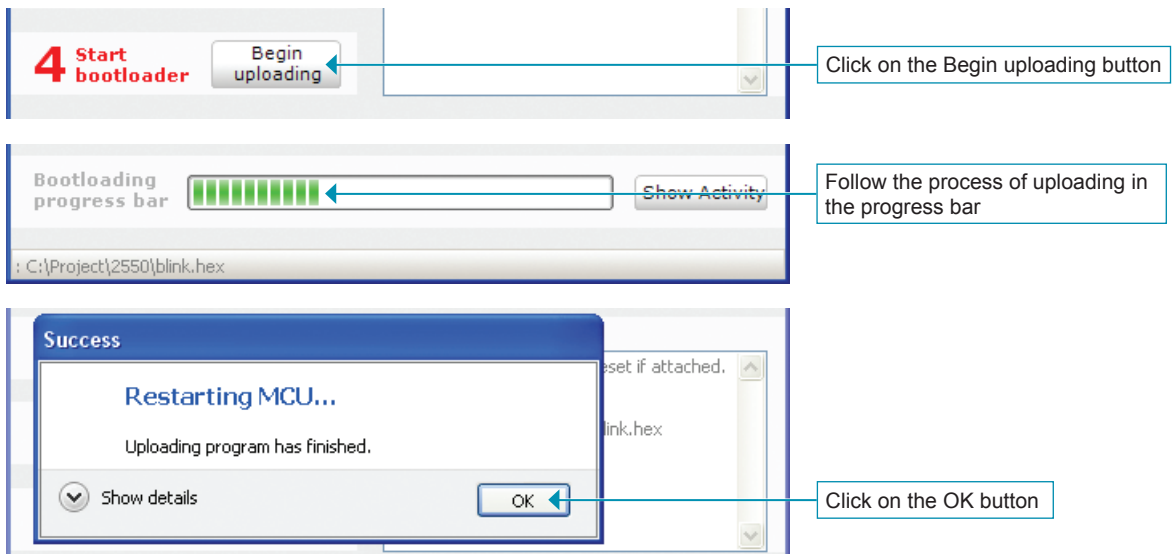 4 Start
bootloader
Begin
uploading
Click on the Begin uploading button
Bootloading
progress bar
Show Activity
Follow the process of uploading in
the progress bar
: C:\Project\2550\blink.hex
Success
eset if attached.
Restarting MCU...
link.hex
Uploading program has finished.
Show details
OK
Click on the OK button